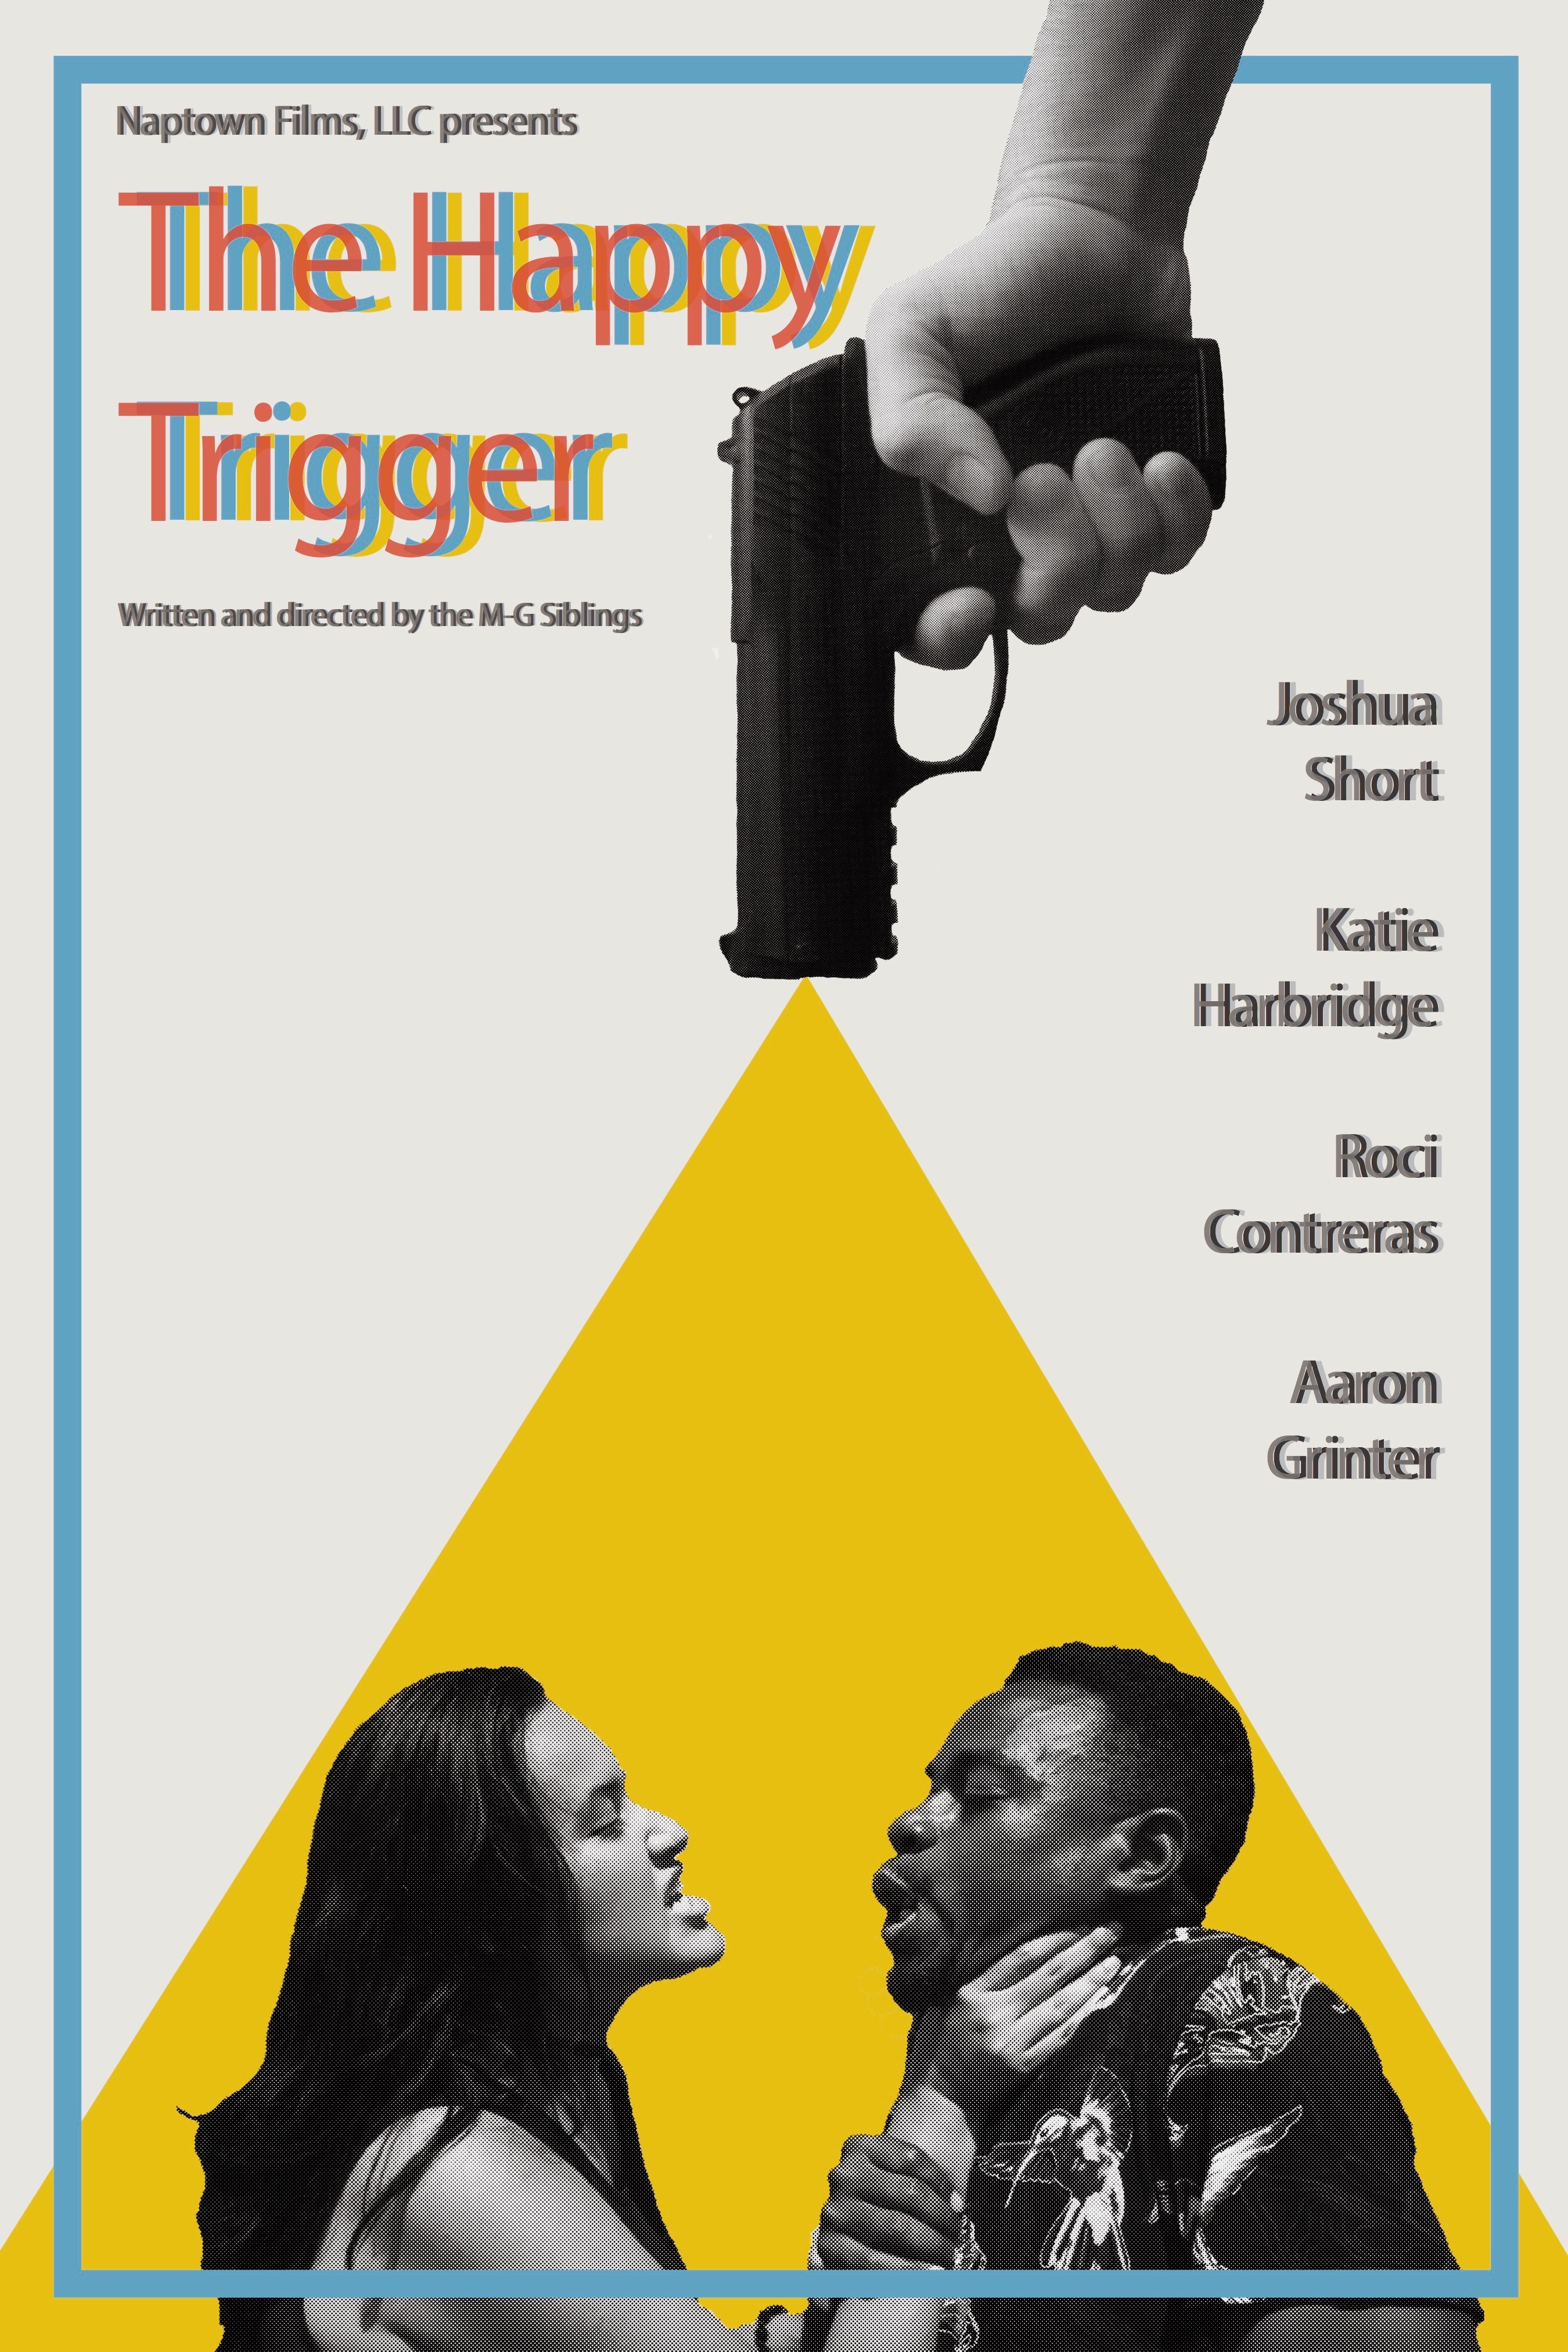 Naptown Films, LLC presents
The Happy
Trigger
Written and directed by the M-G Siblings
Joshua
Short
Katie
Harbridge
Roci
Contreras
Aaron
Grinter